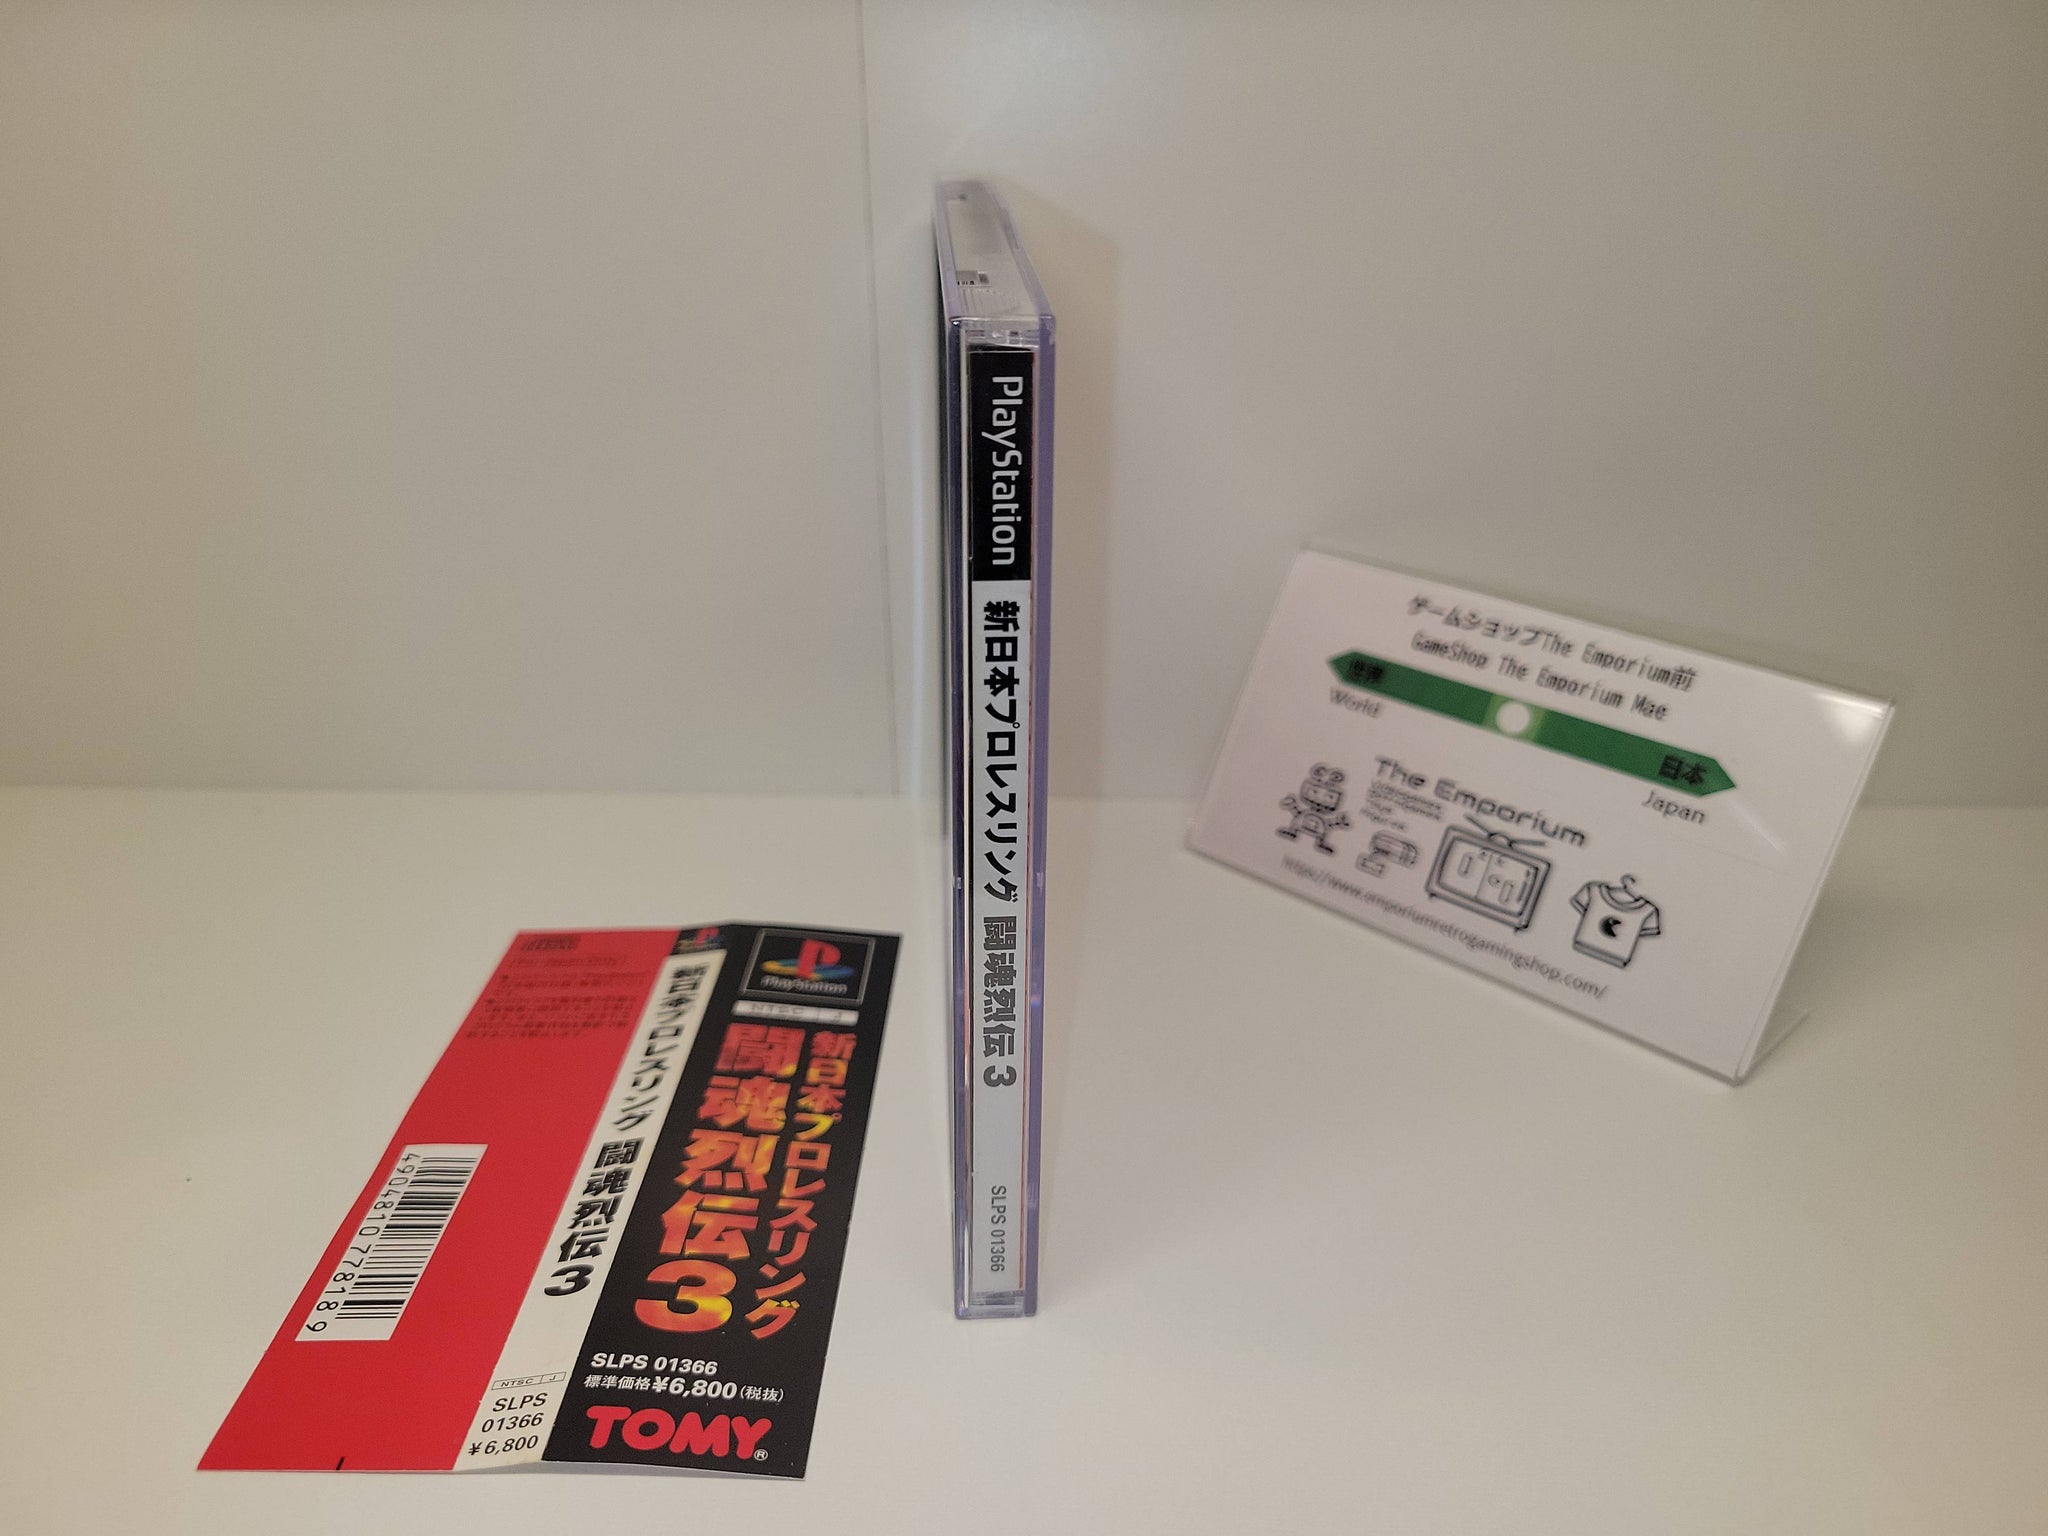 PlayStation
新日本プロレスリング 闘魂烈伝 3
SLPS 01366
新日本プロレスリング 闘魂烈伝 3
NTSC J
SLPS
01366
¥6,800
4904810778189
PlayStation
NTSC J
新日本プロレスリング
闘魂烈伝3
SLPS 01366
標準価格¥6,800(税抜)
TOMY®
ゲームショップThe Emporium前
GameShop The Emporium Mae
世界
World
日本
Japan
The Emporium
https://www.emporiumretrogamingshop.com/